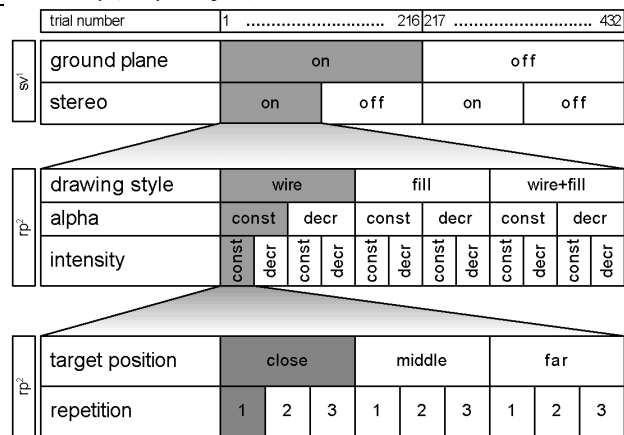 trial number 1 ........................................ 216 217 ........................................ 432
sv¹
ground plane on off
stereo on off on off
rp²
drawing style wire fill wire+fill
alpha const decr const decr const decr
intensity const decr const decr const decr const decr const decr const decr
rp²
target position close middle far
repetition 1 2 3 1 2 3 1 2 3